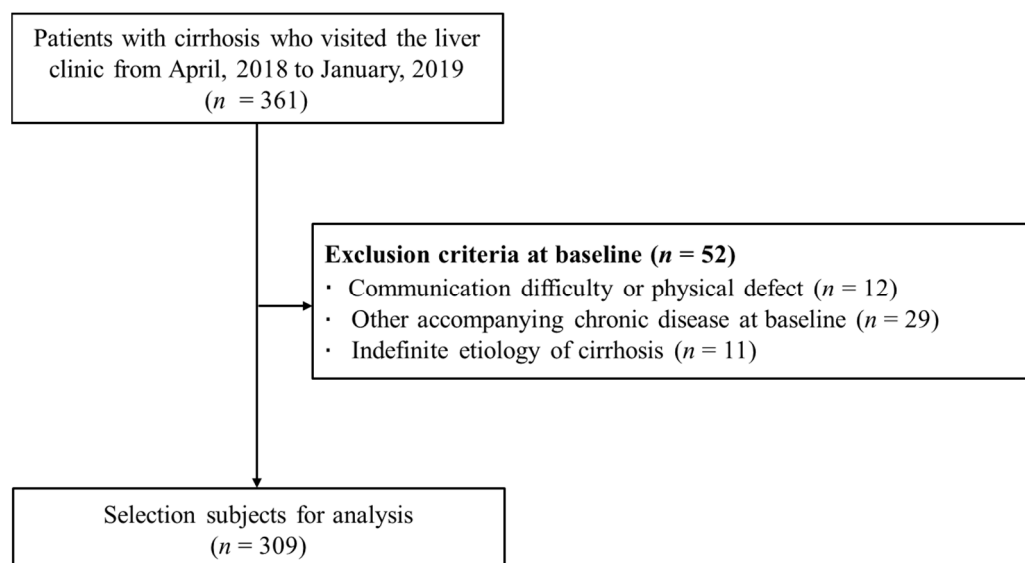 Patients with cirrhosis who visited the liver
clinic from April, 2018 to January, 2019
(n = 361)
Exclusion criteria at baseline (n = 52)
· Communication difficulty or physical defect (n = 12)
· Other accompanying chronic disease at baseline (n = 29)
· Indefinite etiology of cirrhosis (n = 11)
Selection subjects for analysis
(n = 309)